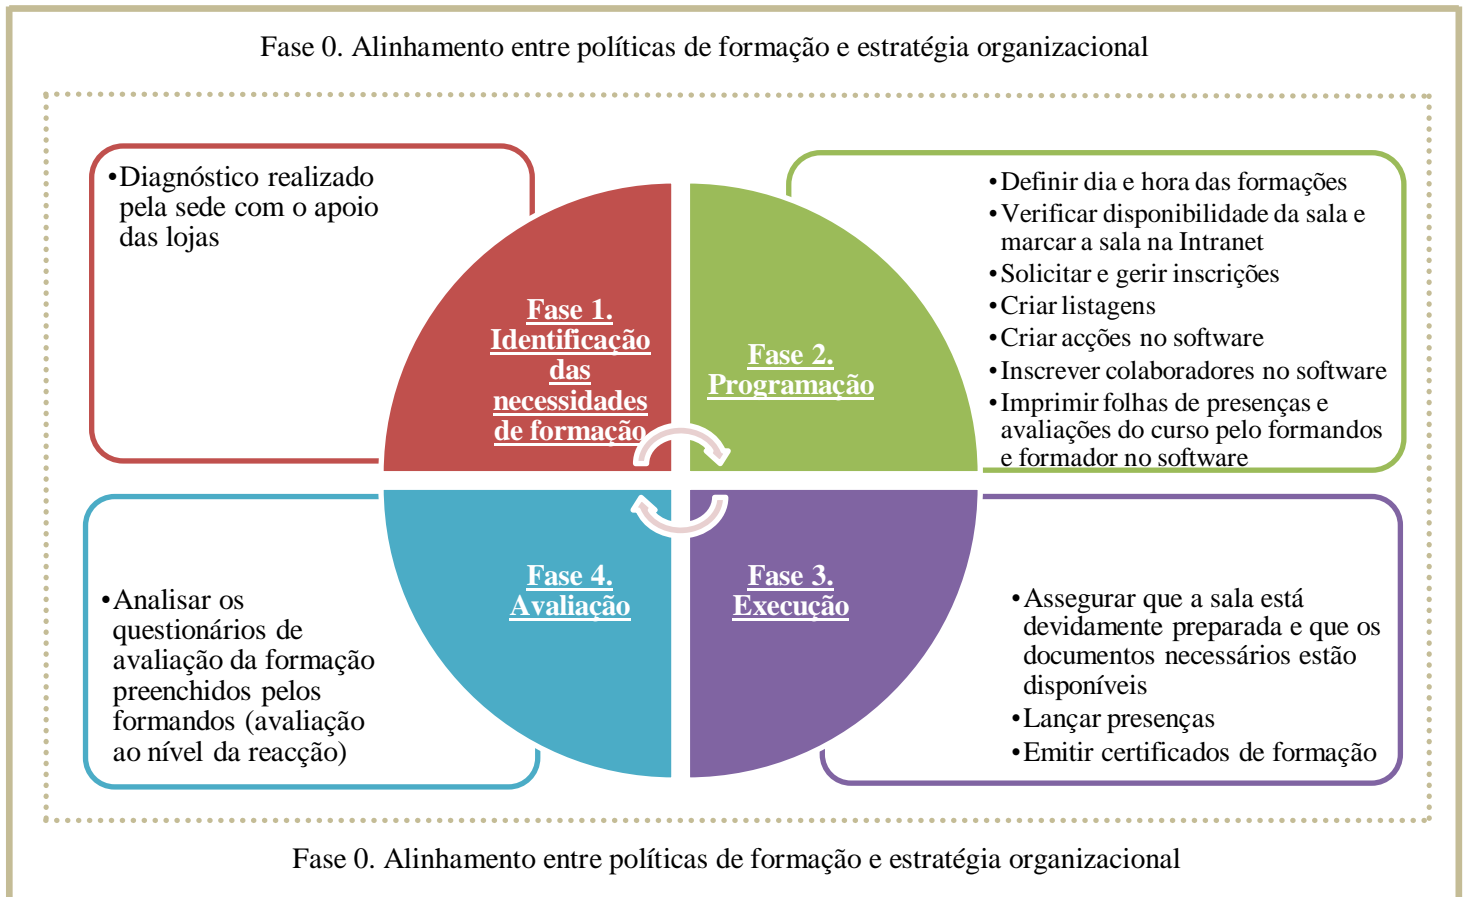 Fase 0. Alinhamento entre políticas de formação e estratégia organizacional
•Diagnóstico realizado
pela sede com o apoio
das lojas
Fase 1.
Identificação
das
necessidades
de formação
Fase 2.
Programação
•Definir dia e hora das formações
•Verificar disponibilidade da sala e
marcar a sala na Intranet
•Solicitar e gerir inscrições
•Criar listagens
•Criar acções no software
•Inscrever colaboradores no software
•Imprimir folhas de presenças e
avaliações do curso pelo formandos
e formador no software
•Analisar os
questionários de
avaliação da formação
preenchidos pelos
formandos (avaliação
ao nível da reacção)
Fase 4.
Avaliação
Fase 3.
Execução
•Assegurar que a sala está
devidamente preparada e que os
documentos necessários estão
disponíveis
•Lançar presenças
•Emitir certificados de formação
Fase 0. Alinhamento entre políticas de formação e estratégia organizacional